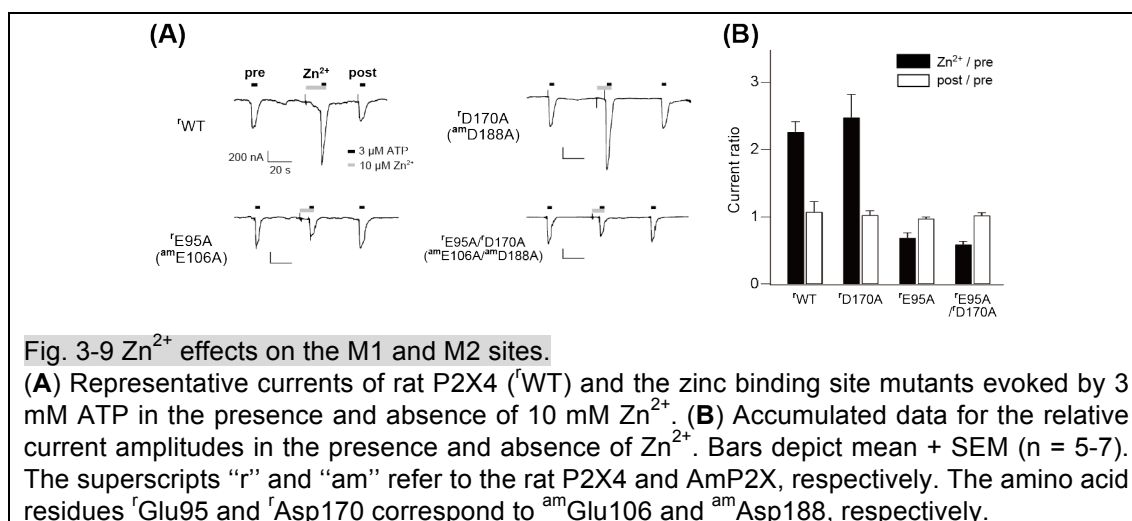 (A)
pre Zn²⁺ post
ʳWT
200 nA
20 s
3 µM ATP
10 µM Zn²⁺
ʳD170A
(ᵃᵐD188A)
ʳE95A
(ᵃᵐE106A)
ʳE95A/ʳD170A
(ᵃᵐE106A/ᵃᵐD188A)
(B)
Zn²⁺ / pre
post / pre
Current ratio
3
2
1
0
ʳWT ʳD170A ʳE95A ʳE95A
/ʳD170A
Fig. 3-9 Zn²⁺ effects on the M1 and M2 sites.
(A) Representative currents of rat P2X4 (ʳWT) and the zinc binding site mutants evoked by 3
mM ATP in the presence and absence of 10 mM Zn²⁺. (B) Accumulated data for the relative
current amplitudes in the presence and absence of Zn²⁺. Bars depict mean + SEM (n = 5-7).
The superscripts ‘‘r’’ and ‘‘am’’ refer to the rat P2X4 and AmP2X, respectively. The amino acid
residues ʳGlu95 and ʳAsp170 correspond to ᵃᵐGlu106 and ᵃᵐAsp188, respectively.